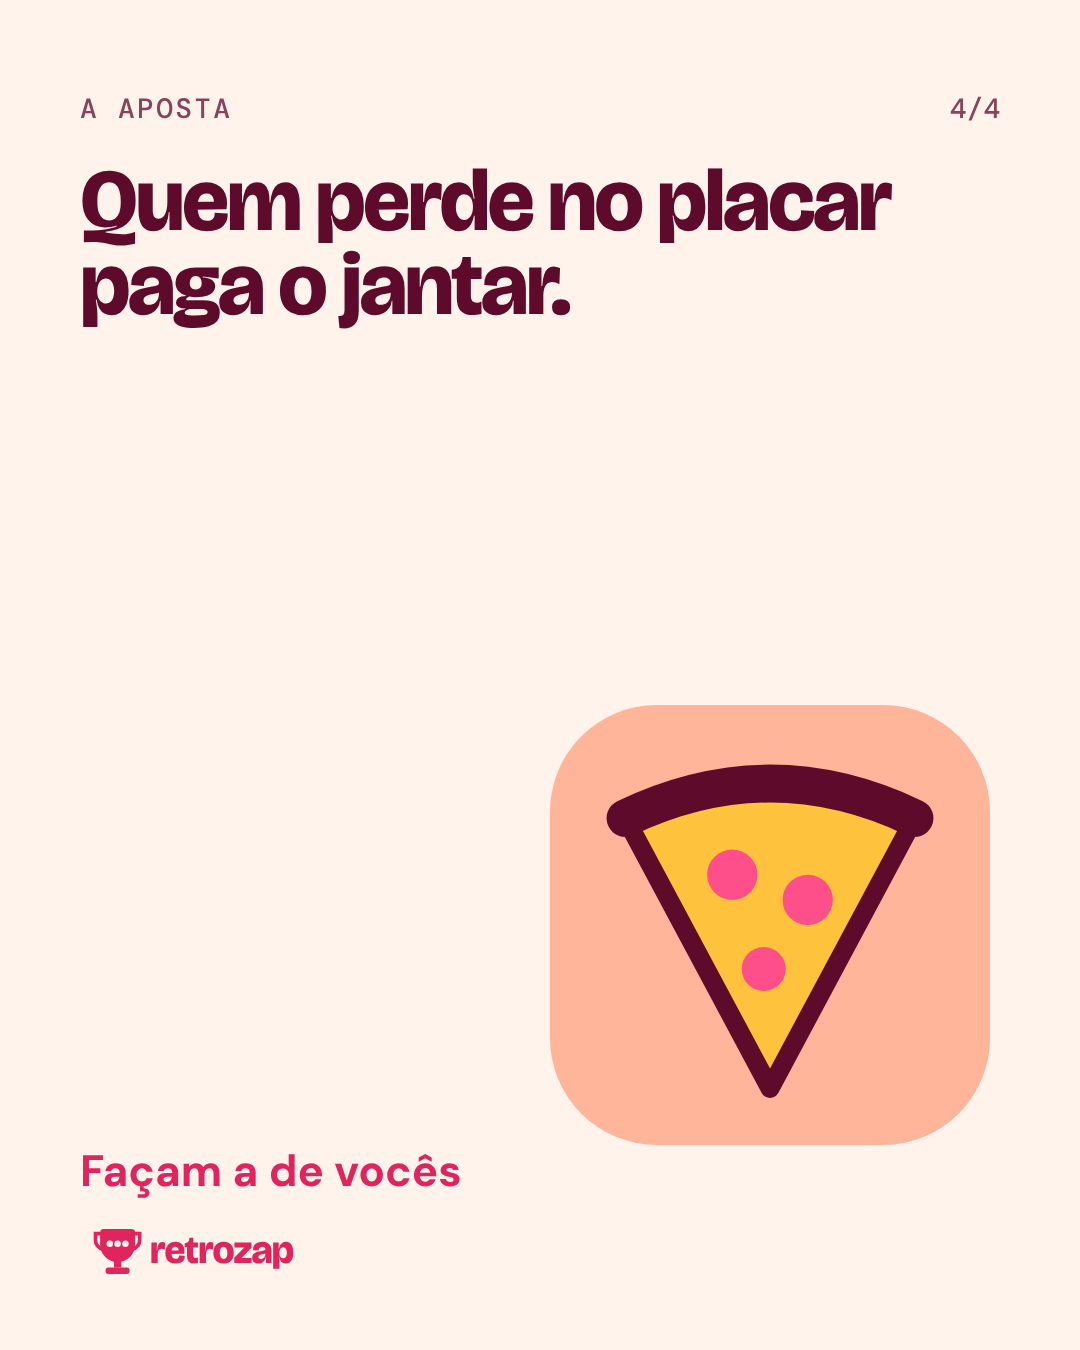 A APOSTA
4/4
Quem perde no placar
paga o jantar.
Façam a de vocês
retrozap